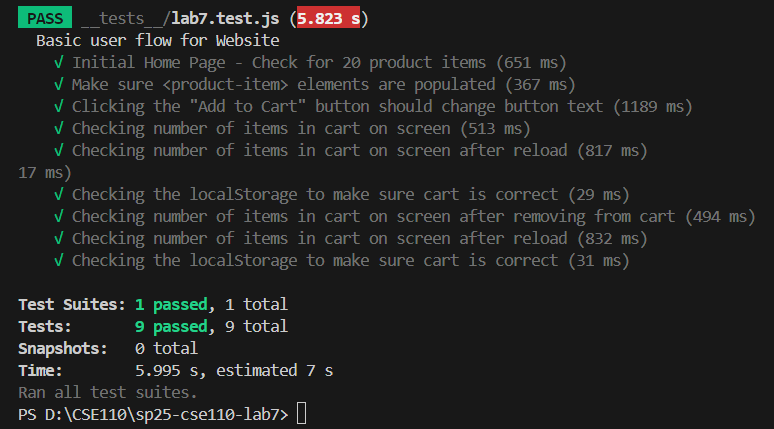 PASS __tests__/lab7.test.js (5.823 s)
Basic user flow for Website
√ Initial Home Page - Check for 20 product items (651 ms)
√ Make sure <product-item> elements are populated (367 ms)
√ Clicking the "Add to Cart" button should change button text (1189 ms)
√ Checking number of items in cart on screen (513 ms)
√ Checking number of items in cart on screen after reload (817 ms)
17 ms)
√ Checking the localStorage to make sure cart is correct (29 ms)
√ Checking number of items in cart on screen after removing from cart (494 ms)
√ Checking number of items in cart on screen after reload (832 ms)
√ Checking the localStorage to make sure cart is correct (31 ms)
Test Suites: 1 passed, 1 total
Tests: 9 passed, 9 total
Snapshots: 0 total
Time: 5.995 s, estimated 7 s
Ran all test suites.
PS D:\CSE110\sp25-cse110-lab7>